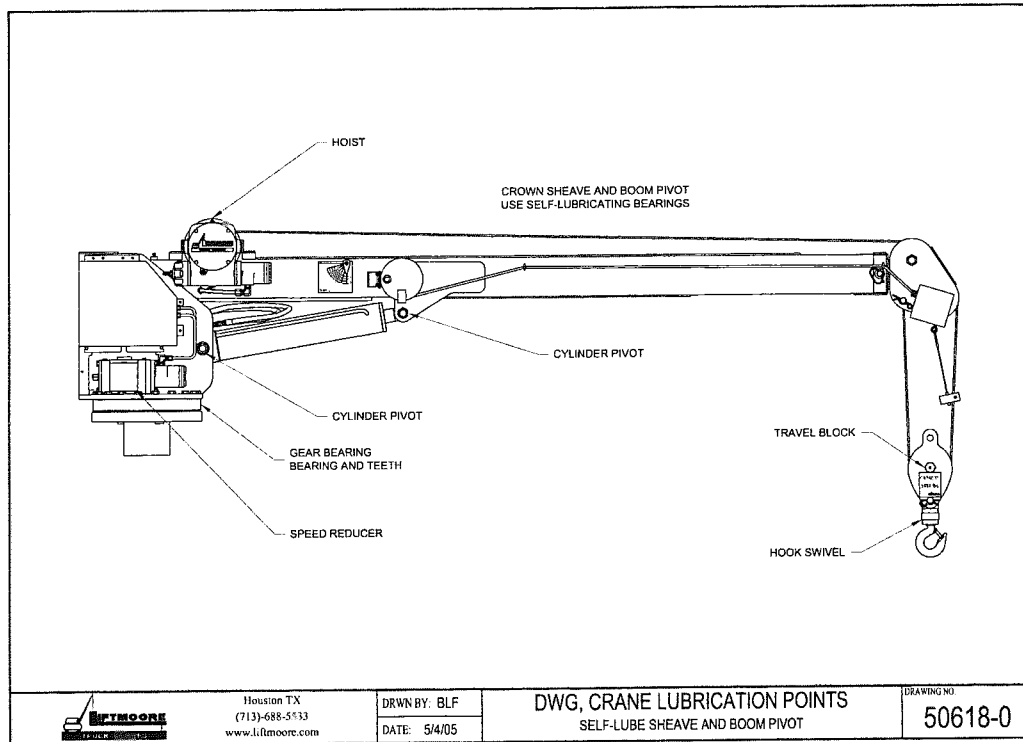 HOIST
CROWN SHEAVE AND BOOM PIVOT
USE SELF-LUBRICATING BEARINGS
CYLINDER PIVOT
CYLINDER PIVOT
GEAR BEARING
BEARING AND TEETH
TRAVEL BLOCK
SPEED REDUCER
HOOK SWIVEL
LIFTMOORE
Houston TX
(713)-688-5533
www.liftmoore.com
DRWN BY: BLF
DATE: 5/4/05
DWG, CRANE LUBRICATION POINTS
SELF-LUBE SHEAVE AND BOOM PIVOT
DRAWING NO.
50618-0